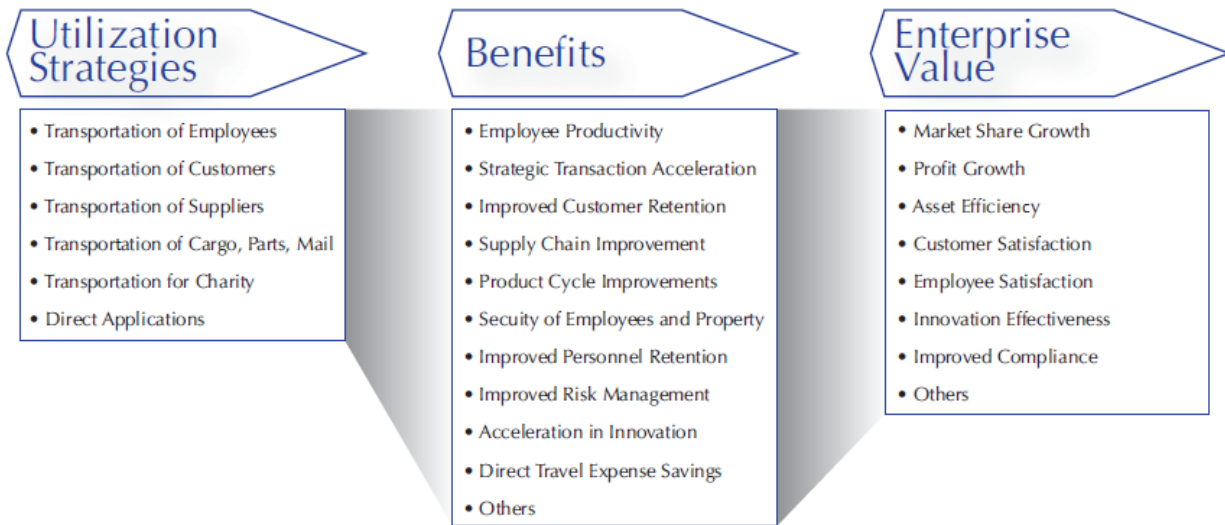 Utilization
Strategies
• Transportation of Employees
• Transportation of Customers
• Transportation of Suppliers
• Transportation of Cargo, Parts, Mail
• Transportation for Charity
• Direct Applications
Benefits
• Employee Productivity
• Strategic Transaction Acceleration
• Improved Customer Retention
• Supply Chain Improvement
• Product Cycle Improvements
• Secuity of Employees and Property
• Improved Personnel Retention
• Improved Risk Management
• Acceleration in Innovation
• Direct Travel Expense Savings
• Others
Enterprise
Value
• Market Share Growth
• Profit Growth
• Asset Efficiency
• Customer Satisfaction
• Employee Satisfaction
• Innovation Effectiveness
• Improved Compliance
• Others